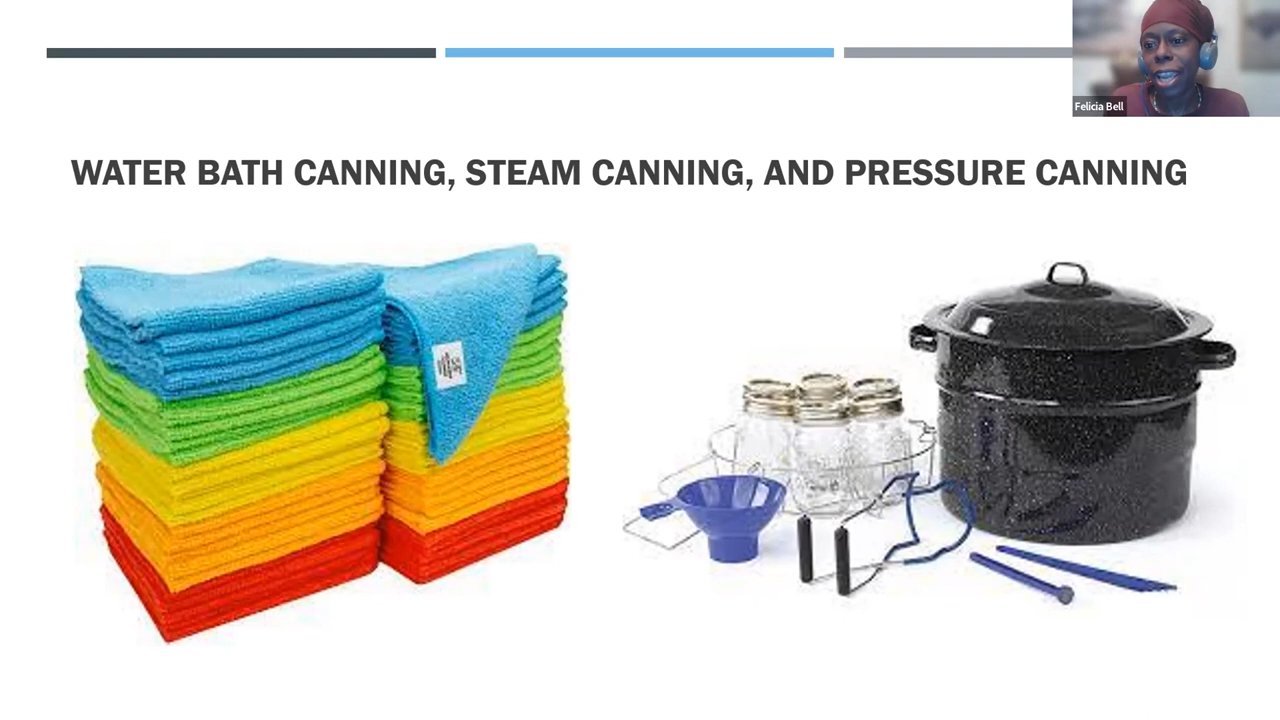 Felicia Bell
WATER BATH CANNING, STEAM CANNING, AND PRESSURE CANNING